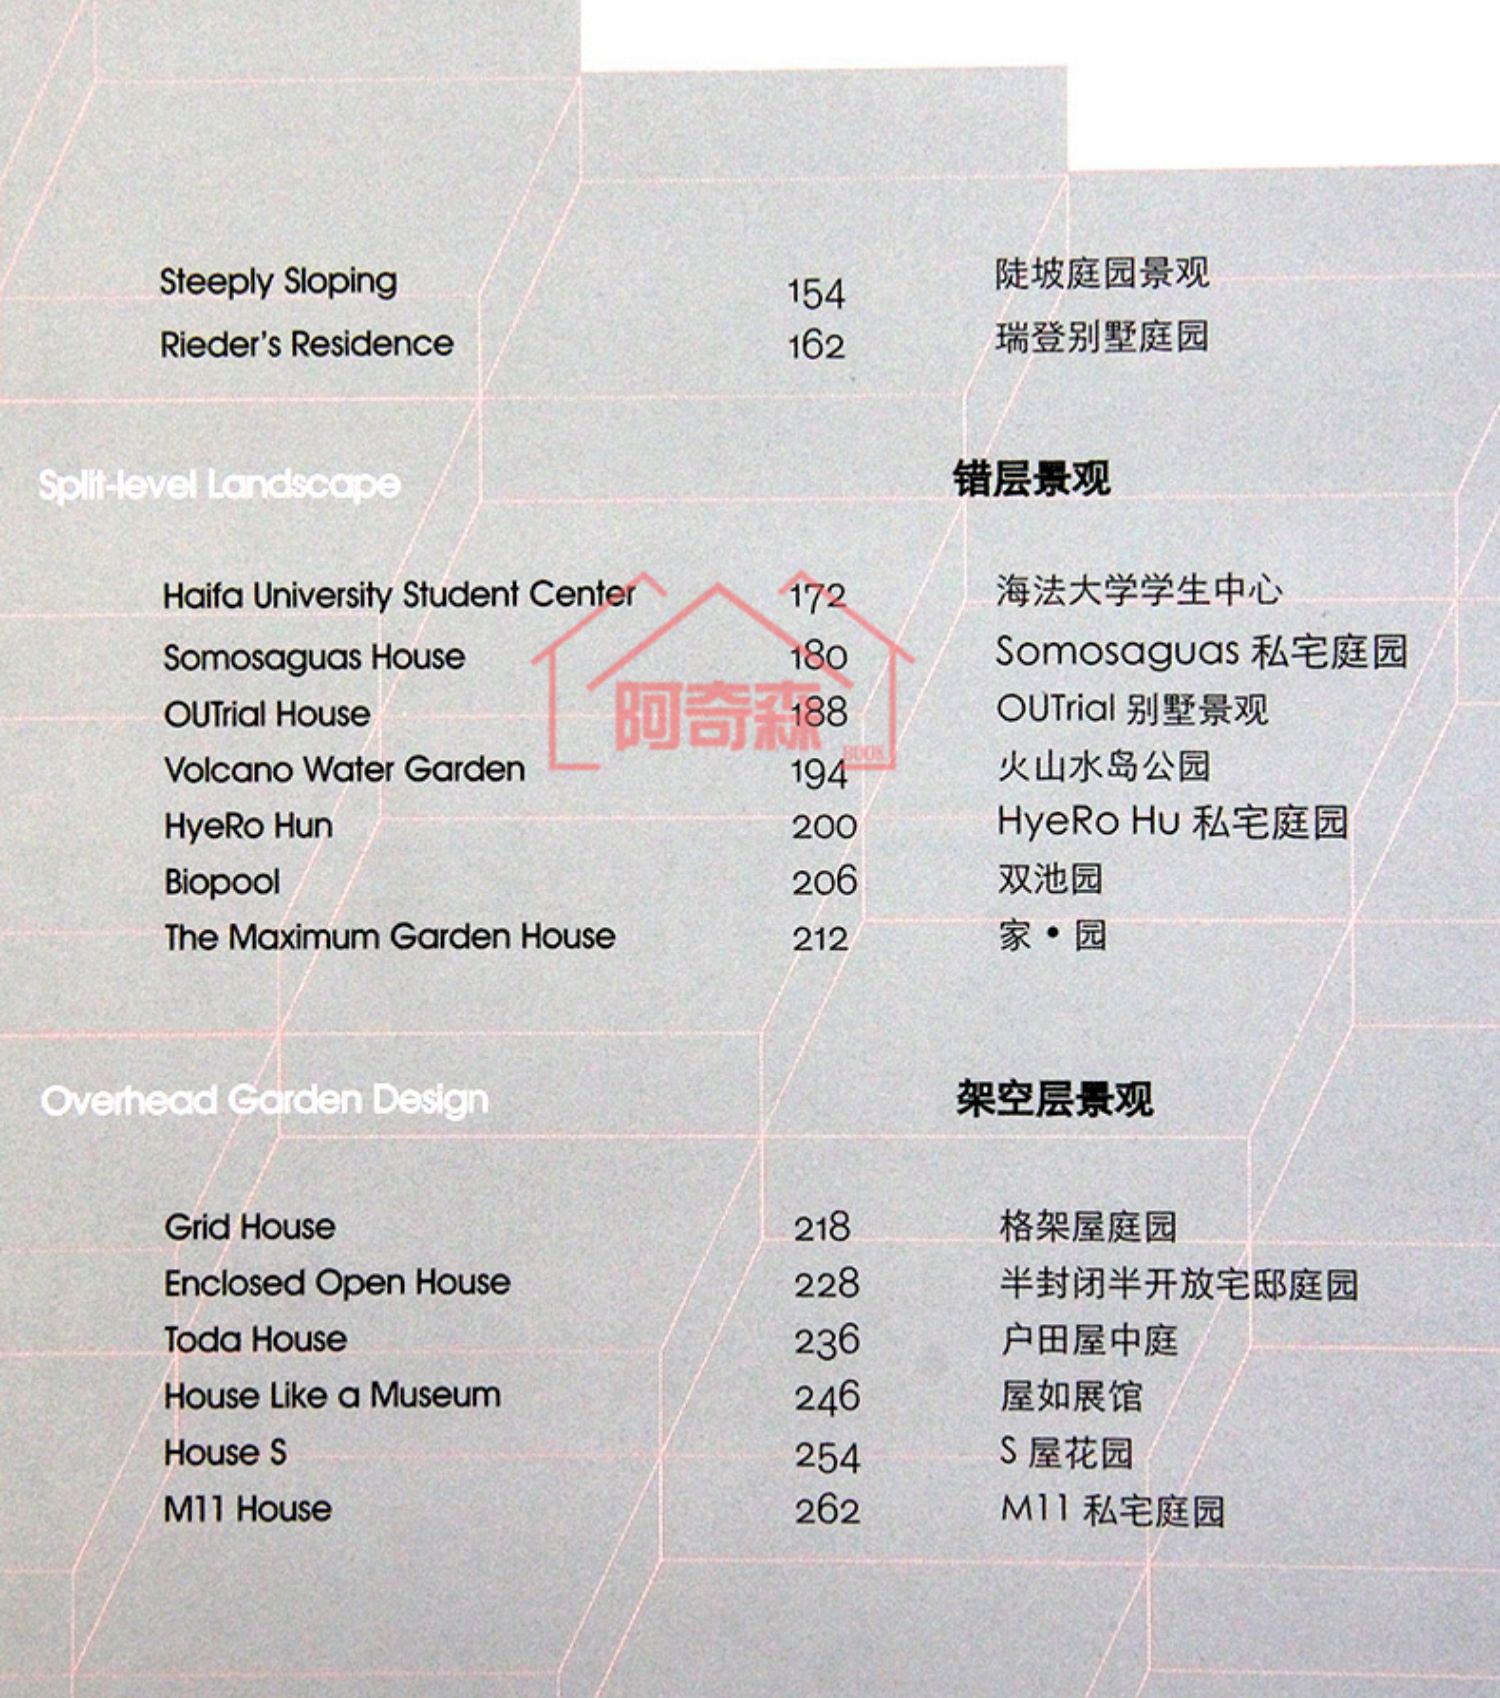 Steeply Sloping 154 陡坡庭园景观
Rieder's Residence 162 瑞登别墅庭园
Split-level Landscape 错层景观
Haifa University Student Center 172 海法大学学生中心
Somosaguas House 180 Somosaguas 私宅庭园
OUTrial House 188 OUTrial 别墅景观
阿奇森
BOOK
Volcano Water Garden 194 火山水岛公园
HyeRo Hun 200 HyeRo Hu 私宅庭园
Biopool 206 双池园
The Maximum Garden House 212 家•园
Overhead Garden Design 架空层景观
Grid House 218 格架屋庭园
Enclosed Open House 228 半封闭半开放宅邸庭园
Toda House 236 户田屋中庭
House Like a Museum 246 屋如展馆
House S 254 S 屋花园
M11 House 262 M11 私宅庭园